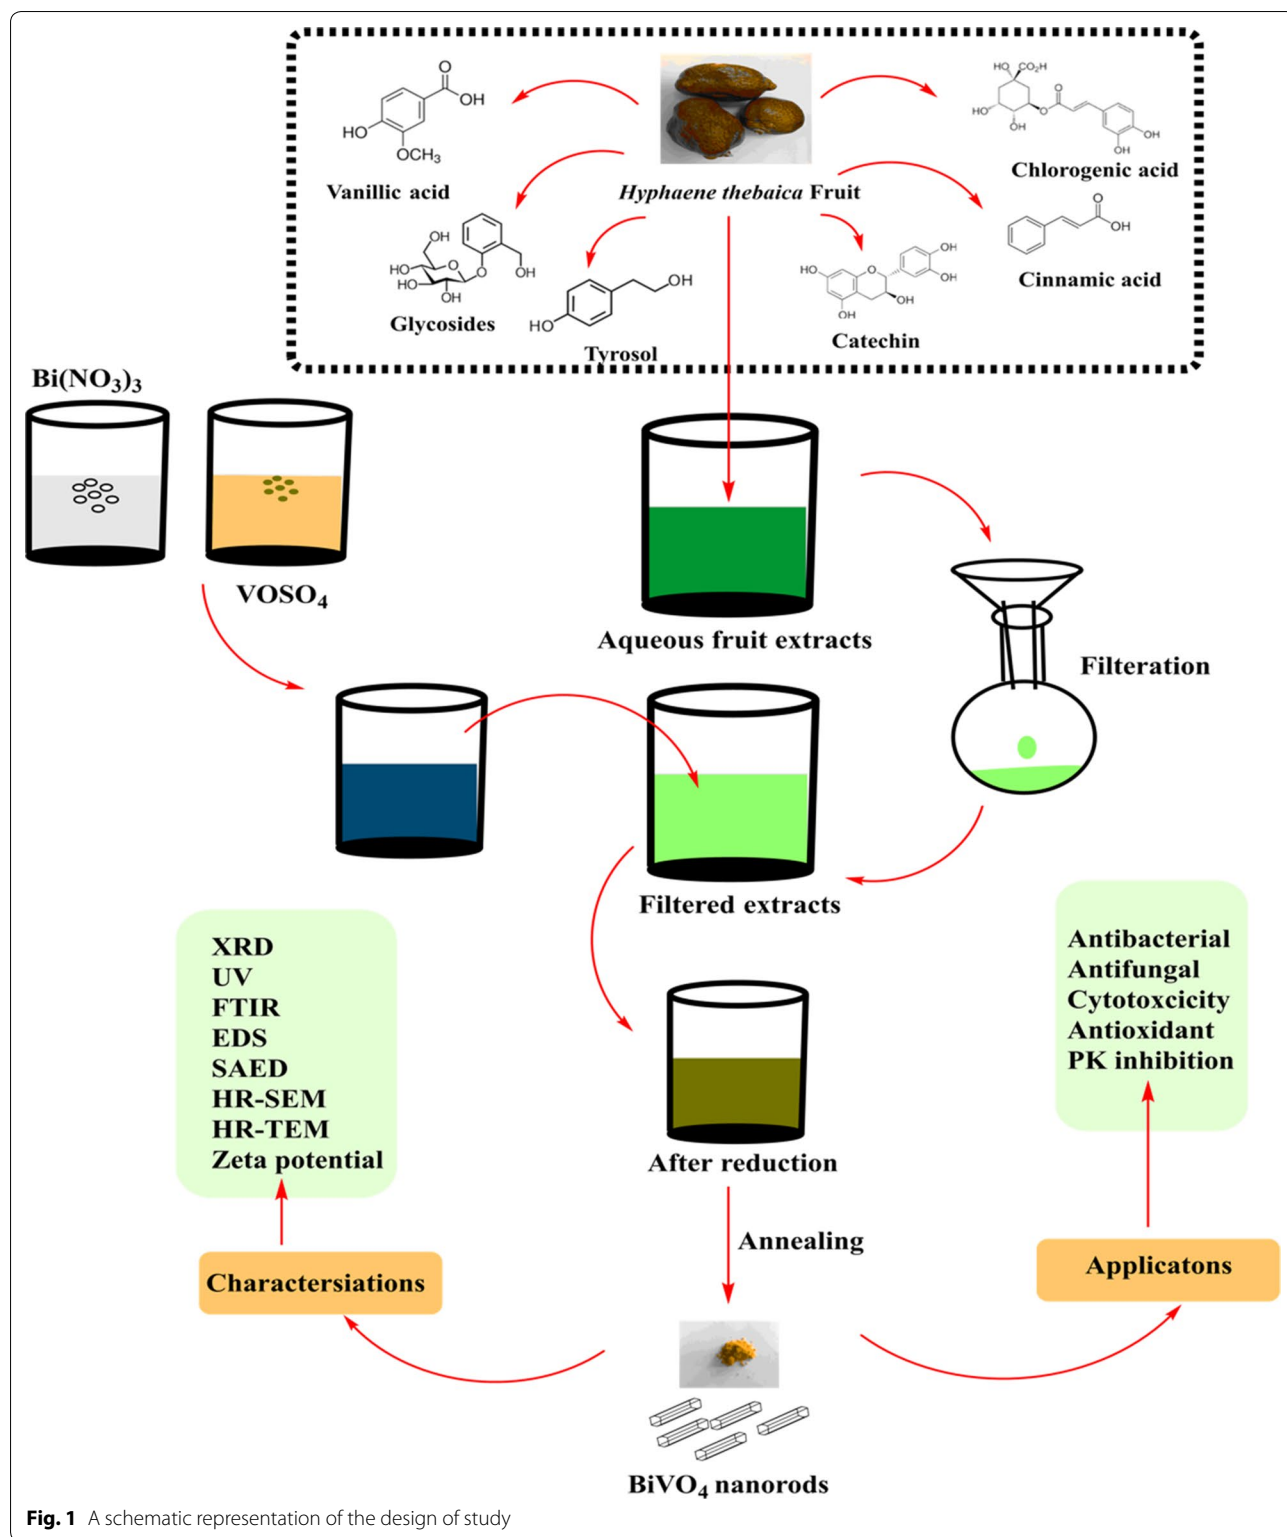 O
OH
HO
OCH₃
Vanillic acid
Hyphaene thebaica Fruit
HO
CO₂H
O
HO
O
OH
OH
OH
OH
Chlorogenic acid
OH
O
HO
HO
O
OH
OH
Glycosides
OH
HO
Tyrosol
HO
O
OH
OH
OH
OH
Catechin
O
OH
Cinnamic acid
Bi(NO₃)₃
VOSO₄
Aqueous fruit extracts
Filteration
Filtered extracts
XRD
UV
FTIR
EDS
SAED
HR-SEM
HR-TEM
Zeta potential
Antibacterial
Antifungal
Cytotoxcicity
Antioxidant
PK inhibition
After reduction
Annealing
Charactersiations
Applicatons
BiVO₄ nanorods
Fig. 1 A schematic representation of the design of study